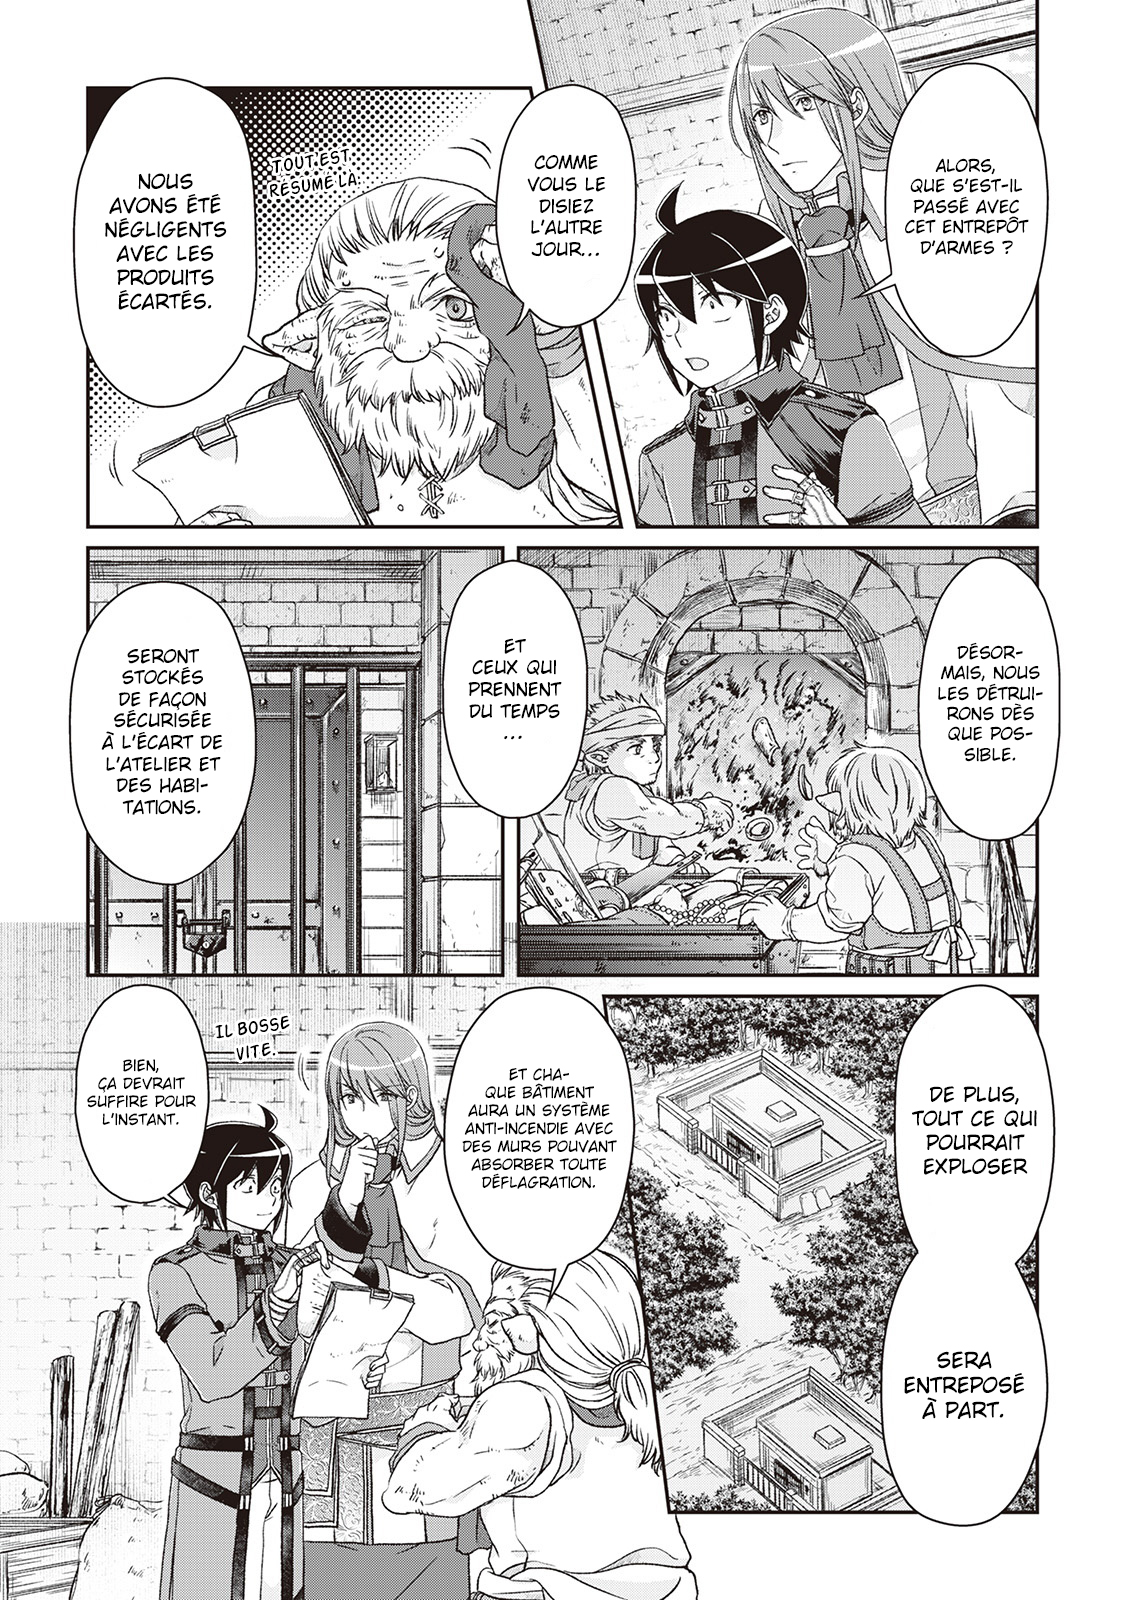 ALORS,
QUE S'EST-IL
PASSÉ AVEC
CET ENTREPÔT
D'ARMES ?
COMME
VOUS LE
DISIEZ
L'AUTRE
JOUR...
TOUT EST
RÉSUMÉ LÀ.
NOUS
AVONS ÉTÉ
NÉGLIGENTS
AVEC LES
PRODUITS
ÉCARTÉS.
DÉSOR-
MAIS, NOUS
LES DÉTRUI-
RONS DÈS
QUE POS-
SIBLE.
ET
CEUX QUI
PRENNENT
DU TEMPS
...
SERONT
STOCKÉS
DE FAÇON
SÉCURISÉE
À L'ÉCART DE
L'ATELIER ET
DES HABI-
TATIONS.
DE PLUS,
TOUT CE QUI
POURRAIT
EXPLOSER
SERA
ENTREPOSÉ
À PART.
ET CHA-
QUE BÂTIMENT
AURA UN SYSTÈME
ANTI-INCENDIE AVEC
DES MURS POUVANT
ABSORBER TOUTE
DÉFLAGRATION.
IL BOSSE
VITE.
BIEN,
ÇA DEVRAIT
SUFFIRE POUR
L'INSTANT.